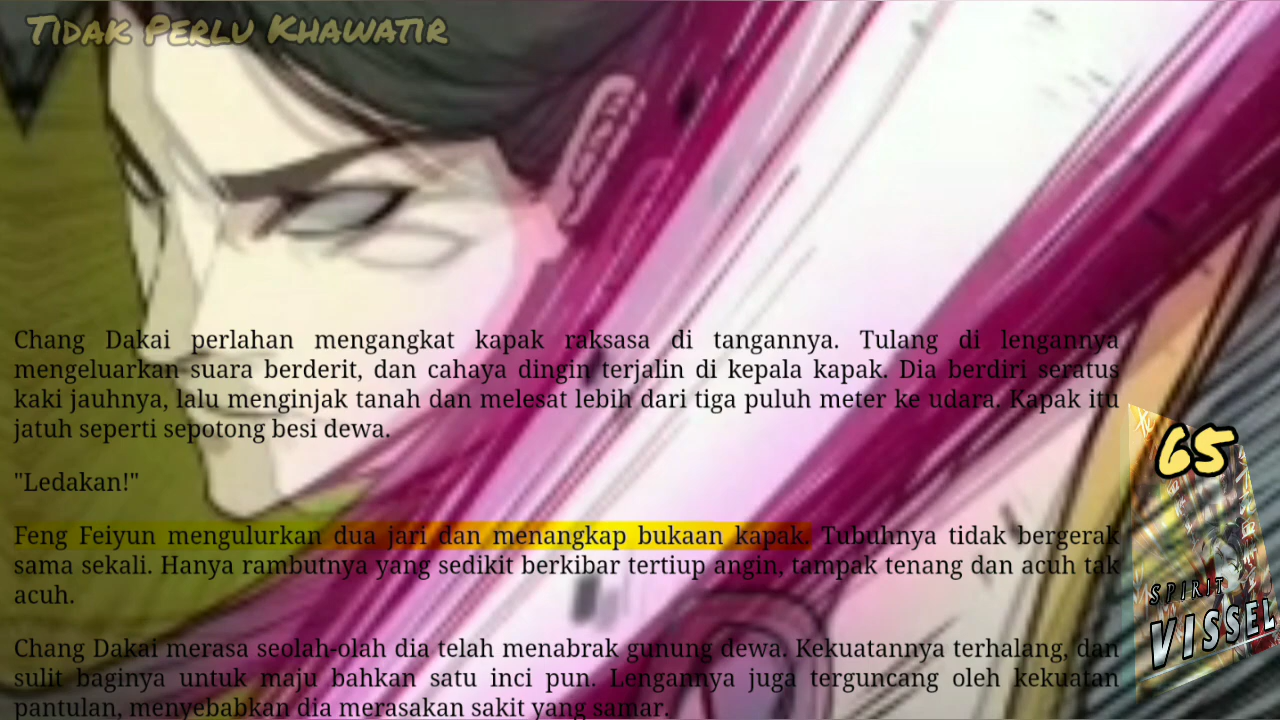 Tidak Perlu Khawatir
Chang Dakai perlahan mengangkat kapak raksasa di tangannya. Tulang di lengannya
mengeluarkan suara berderit, dan cahaya dingin terjalin di kepala kapak. Dia berdiri seratus
kaki jauhnya, lalu menginjak tanah dan melesat lebih dari tiga puluh meter ke udara. Kapak itu
jatuh seperti sepotong besi dewa.
"Ledakan!"
Feng Feiyun mengulurkan dua jari dan menangkap bukaan kapak. Tubuhnya tidak bergerak
sama sekali. Hanya rambutnya yang sedikit berkibar tertiup angin, tampak tenang dan acuh tak
acuh.
Chang Dakai merasa seolah-olah dia telah menabrak gunung dewa. Kekuatannya terhalang, dan
sulit baginya untuk maju bahkan satu inci pun. Lengannya juga terguncang oleh kekuatan
pantulan, menyebabkan dia merasakan sakit yang samar.
65
SPIRIT
VISSEL